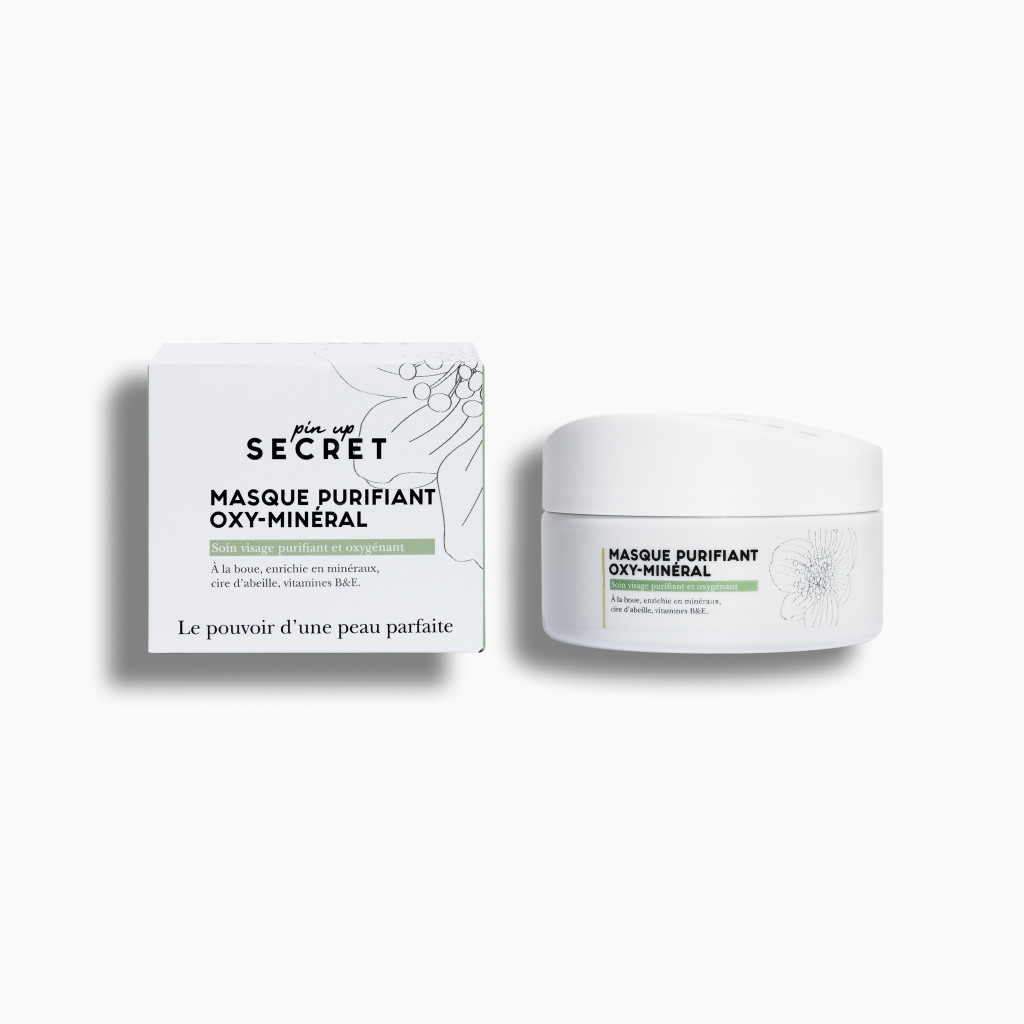 pin up
SECRET
MASQUE PURIFIANT
OXY-MINÉRAL
Soin visage purifiant et oxygénant
À la boue, enrichie en minéraux,
cire d'abeille, vitamines B&E.
Le pouvoir d'une peau parfaite
MASQUE PURIFIANT
OXY-MINÉRAL
Soin visage purifiant et oxygénant
À la boue, enrichie en minéraux,
cire d'abeille, vitamines B&E.